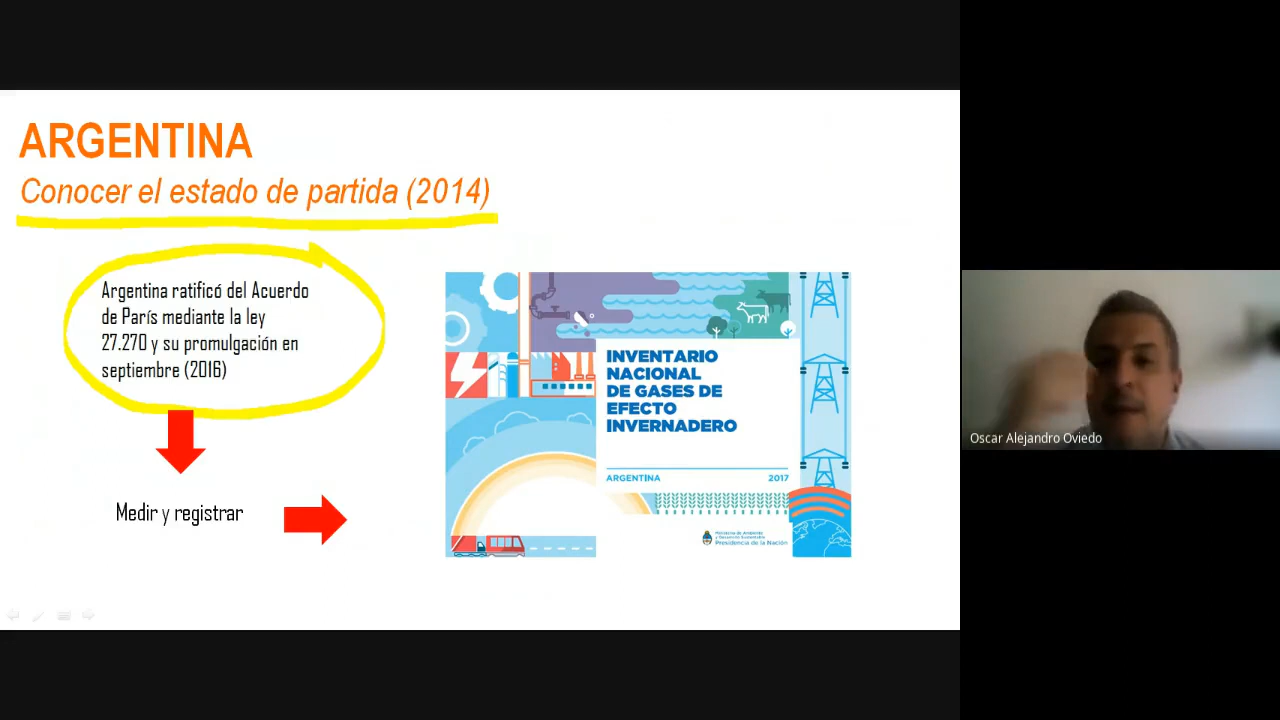 ARGENTINA
Conocer el estado de partida (2014)
Argentina ratificó del Acuerdo
de París mediante la ley
27.270 y su promulgación en
septiembre (2016)
Medir y registrar
INVENTARIO
NACIONAL
DE GASES DE
EFECTO
INVERNADERO
ARGENTINA 2017
Ministerio de Ambiente
y Desarrollo Sustentable
Presidencia de la Nación
Oscar Alejandro Oviedo